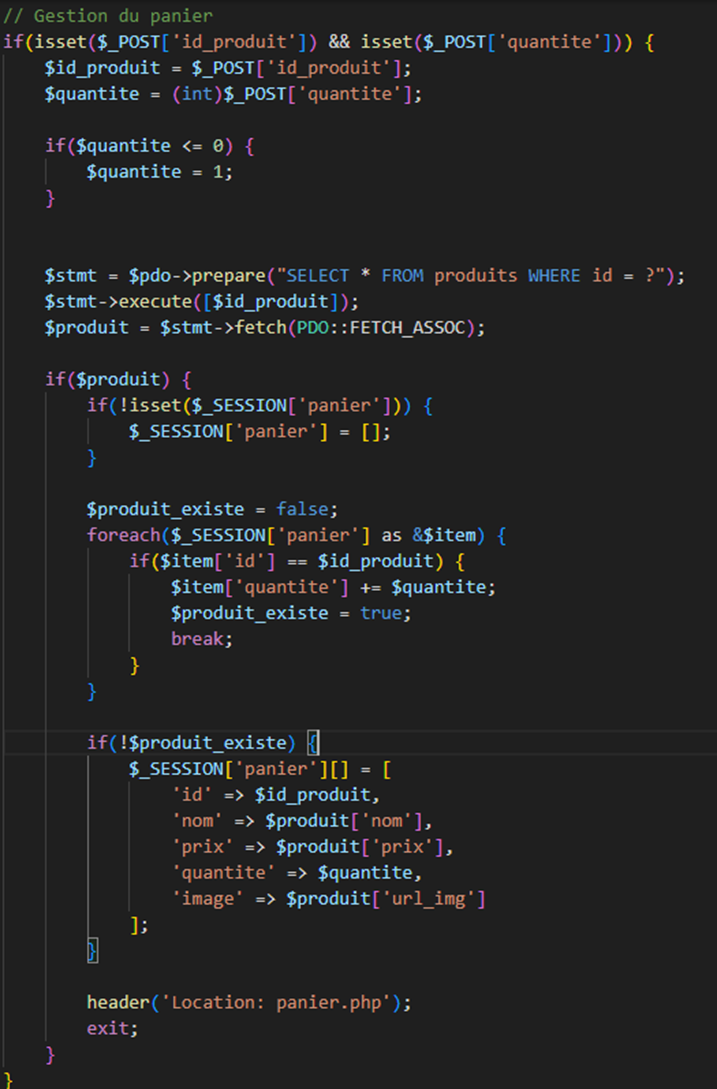 // Gestion du panier
if(isset($_POST['id_produit']) && isset($_POST['quantite'])) {
    $id_produit = $_POST['id_produit'];
    $quantite = (int)$_POST['quantite'];

    if($quantite <= 0) {
        $quantite = 1;
    }


    $stmt = $pdo->prepare("SELECT * FROM produits WHERE id = ?");
    $stmt->execute([$id_produit]);
    $produit = $stmt->fetch(PDO::FETCH_ASSOC);

    if($produit) {
        if(!isset($_SESSION['panier'])) {
            $_SESSION['panier'] = [];
        }

        $produit_existe = false;
        foreach($_SESSION['panier'] as &$item) {
            if($item['id'] == $id_produit) {
                $item['quantite'] += $quantite;
                $produit_existe = true;
                break;
            }
        }

        if(!$produit_existe) {
            $_SESSION['panier'][] = [
                'id' => $id_produit,
                'nom' => $produit['nom'],
                'prix' => $produit['prix'],
                'quantite' => $quantite,
                'image' => $produit['url_img']
            ];
        }

        header('Location: panier.php');
        exit;
    }
}